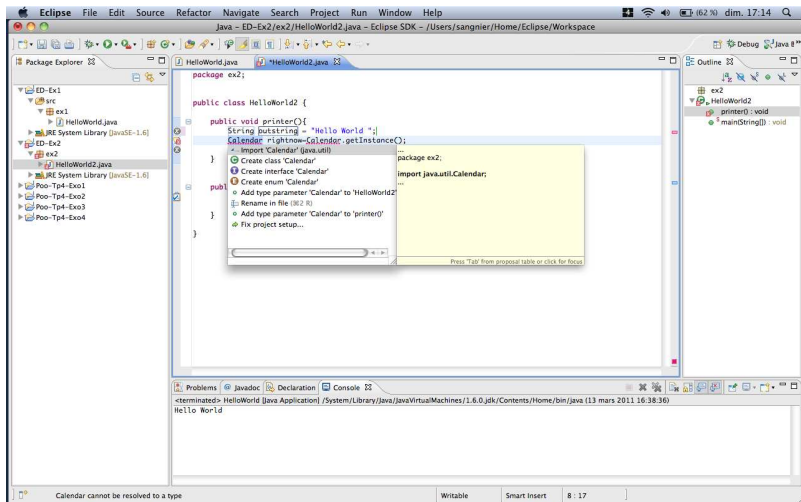 Eclipse File Edit Source Refactor Navigate Search Project Run Window Help (62 %) dim. 17:14
Java – ED-Ex2/ex2/HelloWorld2.java – Eclipse SDK – /Users/sangnier/Home/Eclipse/Workspace
Debug Java
Package Explorer
ED-Ex1
src
ex1
HelloWorld.java
JRE System Library [JavaSE-1.6]
ED-Ex2
ex2
HelloWorld2.java
JRE System Library [JavaSE-1.6]
Poo-Tp4-Exo1
Poo-Tp4-Exo2
Poo-Tp4-Exo3
Poo-Tp4-Exo4
HelloWorld.java *HelloWorld2.java
package ex2;
public class HelloWorld2 {
public void printer(){
String outstring = "Hello World ";
Calendar rightnow=Calendar.getInstance();
}
publ
}
}
Import 'Calendar' (java.util)
Create class 'Calendar'
Create interface 'Calendar'
Create enum 'Calendar'
Add type parameter 'Calendar' to 'HelloWorld2'
Rename in file (⌘2 R)
Add type parameter 'Calendar' to 'printer()'
Fix project setup...
...
package ex2;
import java.util.Calendar;
...
Press 'Tab' from proposal table or click for focus
Outline
ex2
HelloWorld2
printer() : void
main(String[]) : void
Problems @ Javadoc Declaration Console
<terminated> HelloWorld [Java Application] /System/Library/Java/JavaVirtualMachines/1.6.0.jdk/Contents/Home/bin/java (13 mars 2011 16:38:36)
Hello World
Calendar cannot be resolved to a type
Writable Smart Insert 8 : 17